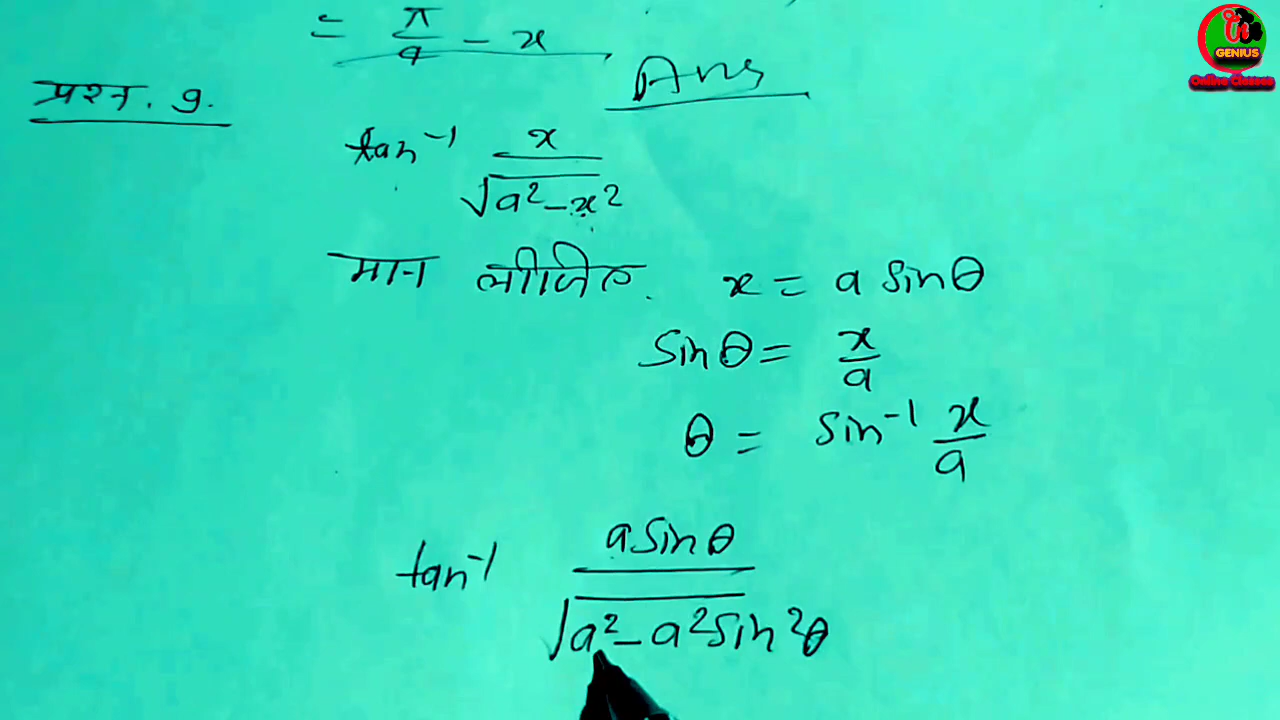 = π/4 - x
Ans
प्रश्न. 9.
tan⁻¹ x/√(a²-x²)
मान लीजिए. x = a sinθ
sinθ = x/a
θ = sin⁻¹ x/a
tan⁻¹ a sinθ/√(a²-a²sin²θ)
GENIUS
Online Classes